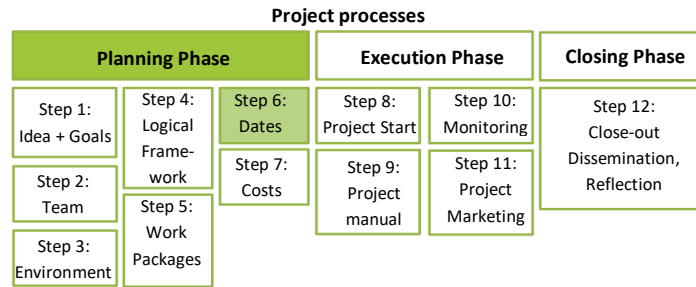 Project processes
Planning Phase
Execution Phase
Closing Phase
Step 1:
Idea + Goals
Step 2:
Team
Step 3:
Environment
Step 4:
Logical
Frame-
work
Step 5:
Work
Packages
Step 6:
Dates
Step 7:
Costs
Step 8:
Project Start
Step 9:
Project
manual
Step 10:
Monitoring
Step 11:
Project
Marketing
Step 12:
Close-out
Dissemination,
Reflection